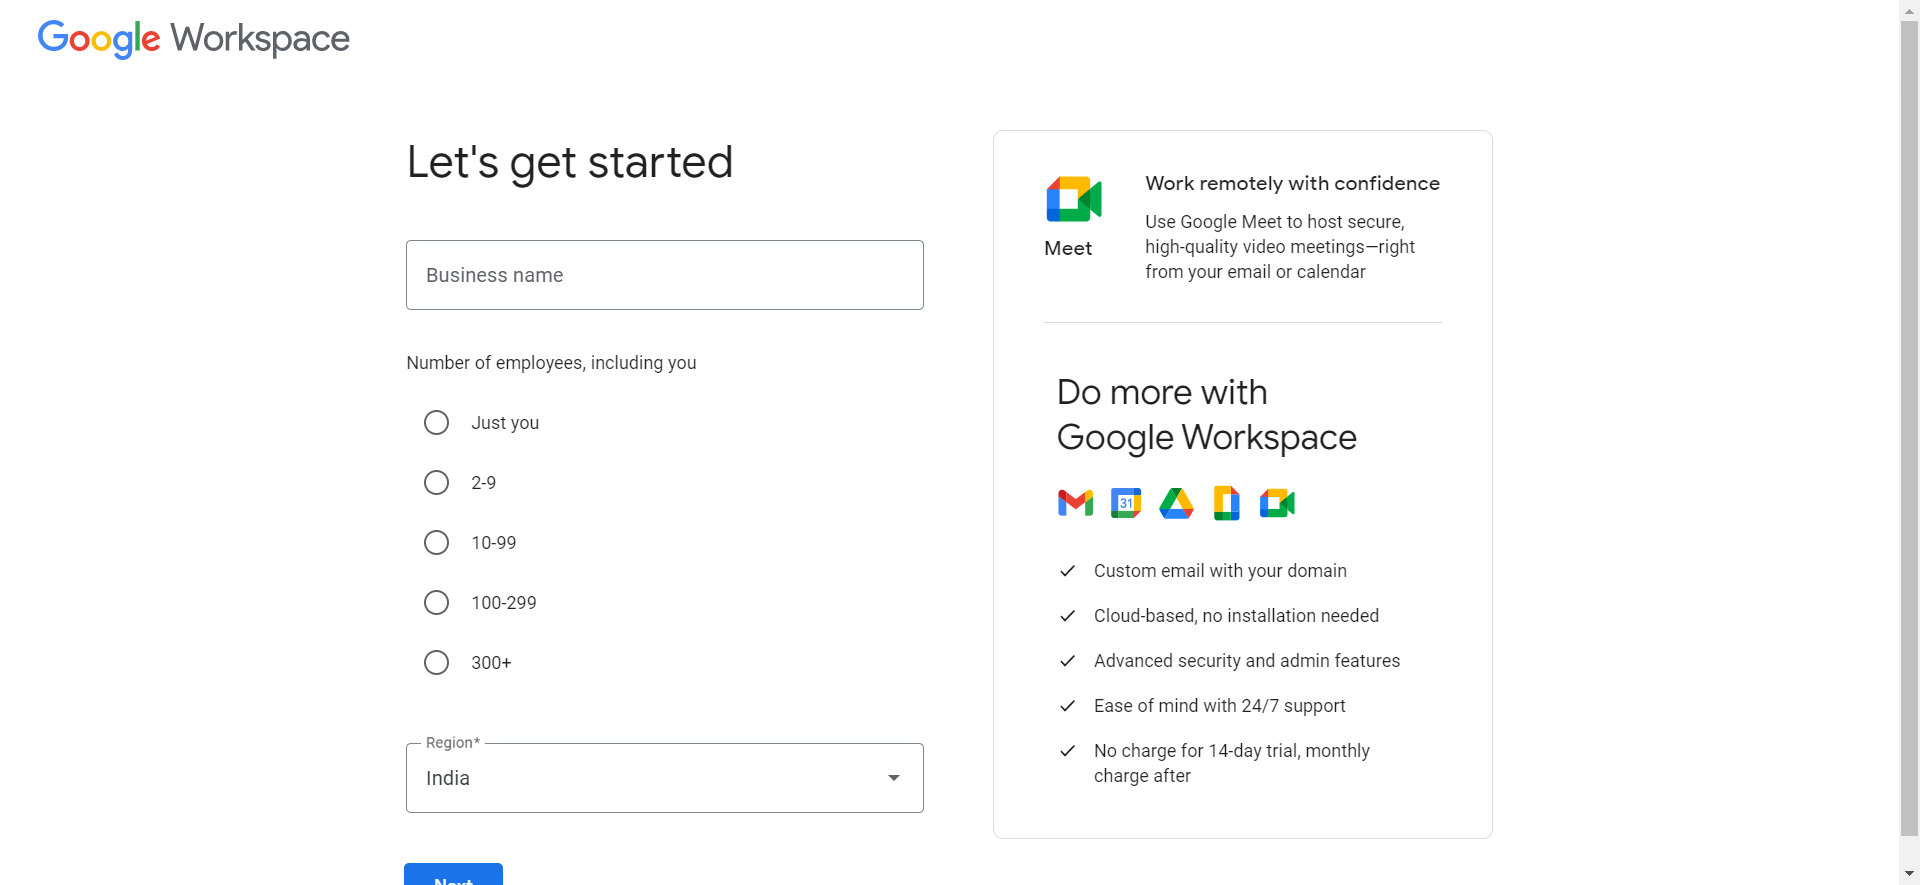 Google Workspace
Let's get started
Business name
Number of employees, including you
Just you
2-9
10-99
100-299
300+
Region*
India
Next
Work remotely with confidence
Meet
Use Google Meet to host secure,
high-quality video meetings—right
from your email or calendar
Do more with
Google Workspace
31
Custom email with your domain
Cloud-based, no installation needed
Advanced security and admin features
Ease of mind with 24/7 support
No charge for 14-day trial, monthly
charge after